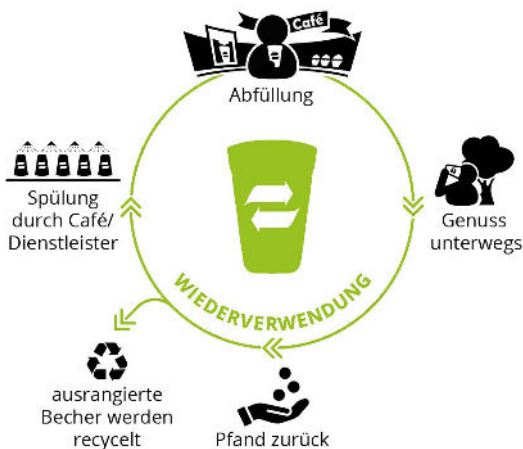 Café
Abfüllung
Genuss
unterwegs
WIEDERVERWENDUNG
Pfand zurück
ausrangierte
Becher werden
recycelt
Spülung
durch Café/
Dienstleister